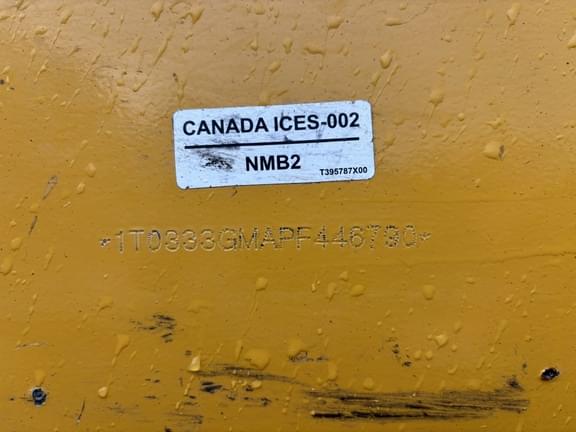 CANADA ICES-002
NMB2
T395787X00
*1T0333GMAPF446790*